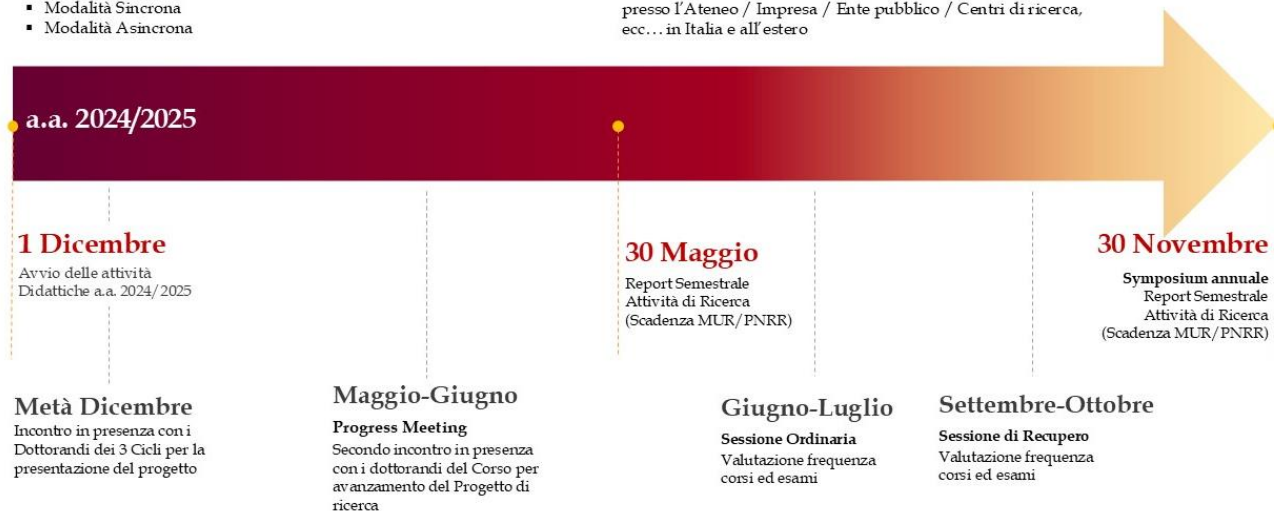 ▪ Modalità Sincrona
▪ Modalità Asincrona
presso l'Ateneo / Impresa / Ente pubblico / Centri di ricerca,
ecc… in Italia e all'estero
a.a. 2024/2025
1 Dicembre
Avvio delle attività
Didattiche a.a. 2024/2025
30 Maggio
Report Semestrale
Attività di Ricerca
(Scadenza MUR/PNRR)
30 Novembre
Symposium annuale
Report Semestrale
Attività di Ricerca
(Scadenza MUR/PNRR)
Metà Dicembre
Incontro in presenza con i
Dottorandi dei 3 Cicli per la
presentazione del progetto
Maggio-Giugno
Progress Meeting
Secondo incontro in presenza
con i dottorandi del Corso per
avanzamento del Progetto di
ricerca
Giugno-Luglio
Sessione Ordinaria
Valutazione frequenza
corsi ed esami
Settembre-Ottobre
Sessione di Recupero
Valutazione frequenza
corsi ed esami